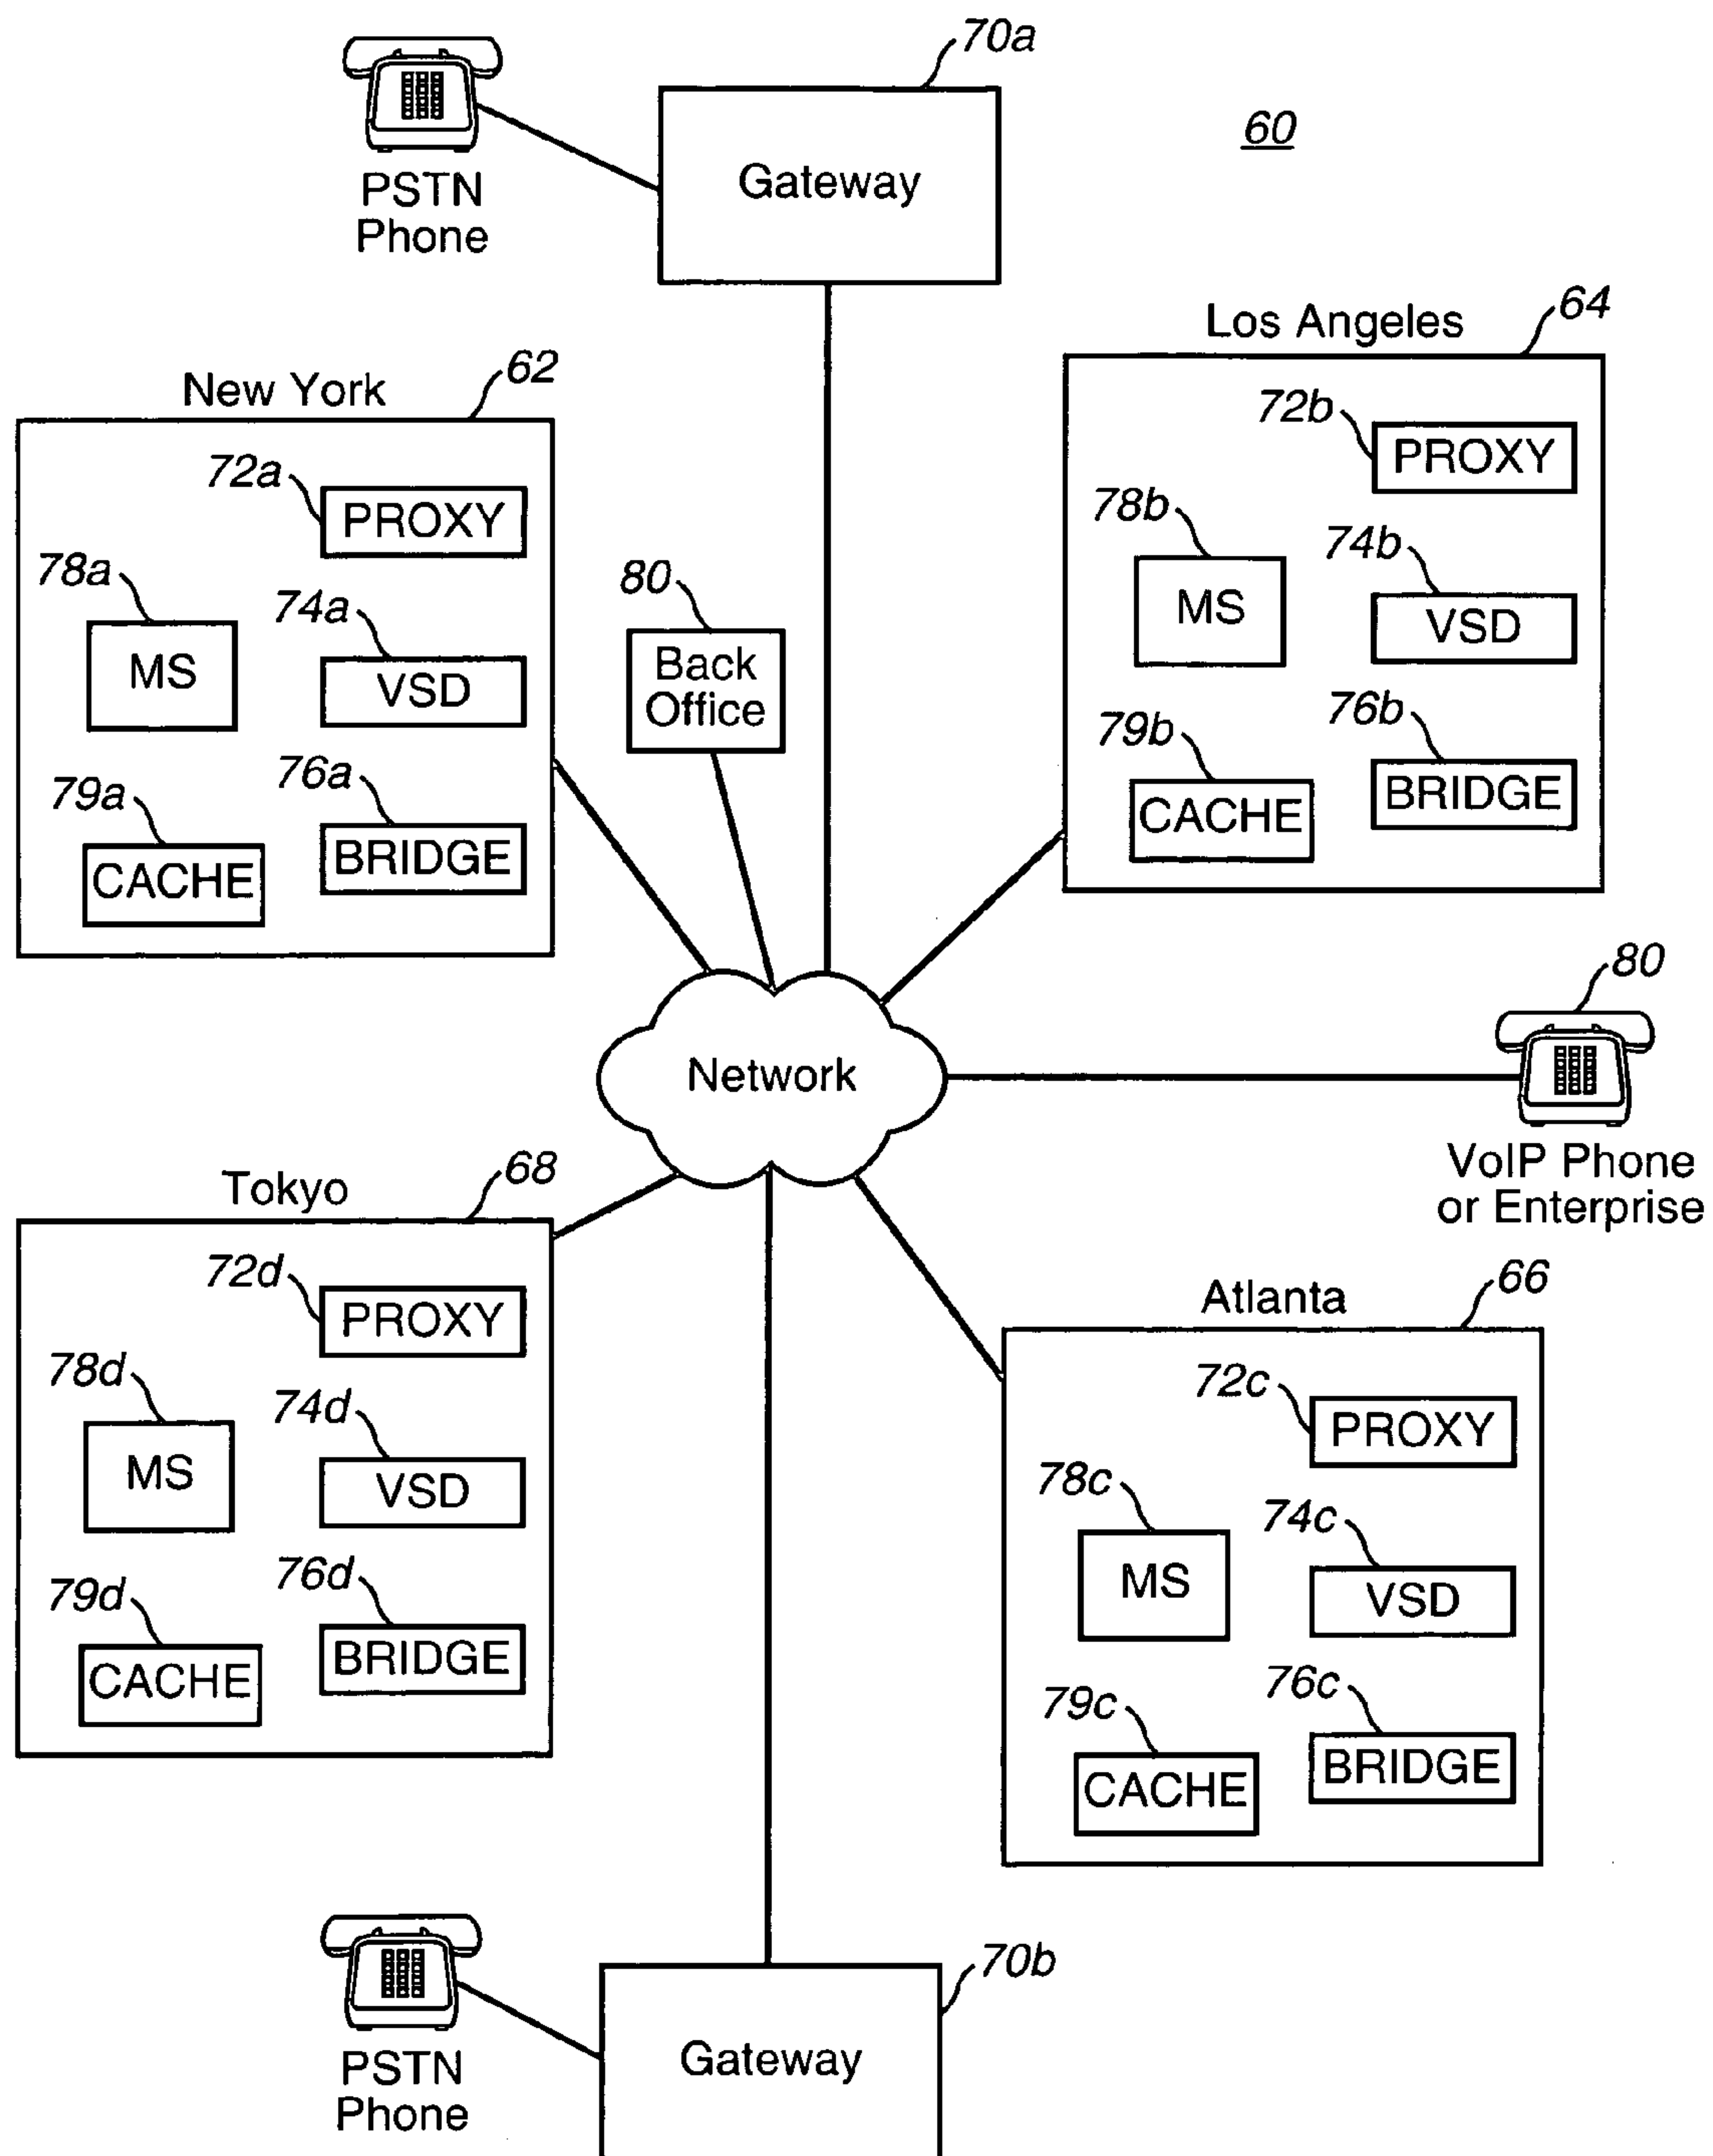 70a
60
PSTN
Phone
Gateway
Los Angeles
64
New York
62
72b
PROXY
72a
PROXY
78b
MS
74b
VSD
78a
MS
74a
VSD
80
Back
Office
79b
CACHE
76b
BRIDGE
79a
CACHE
76a
BRIDGE
80
Network
VoIP Phone
or Enterprise
Tokyo
68
Atlanta
66
72d
PROXY
72c
PROXY
78d
MS
74d
VSD
78c
MS
74c
VSD
79d
CACHE
76d
BRIDGE
79c
CACHE
76c
BRIDGE
70b
PSTN
Phone
Gateway